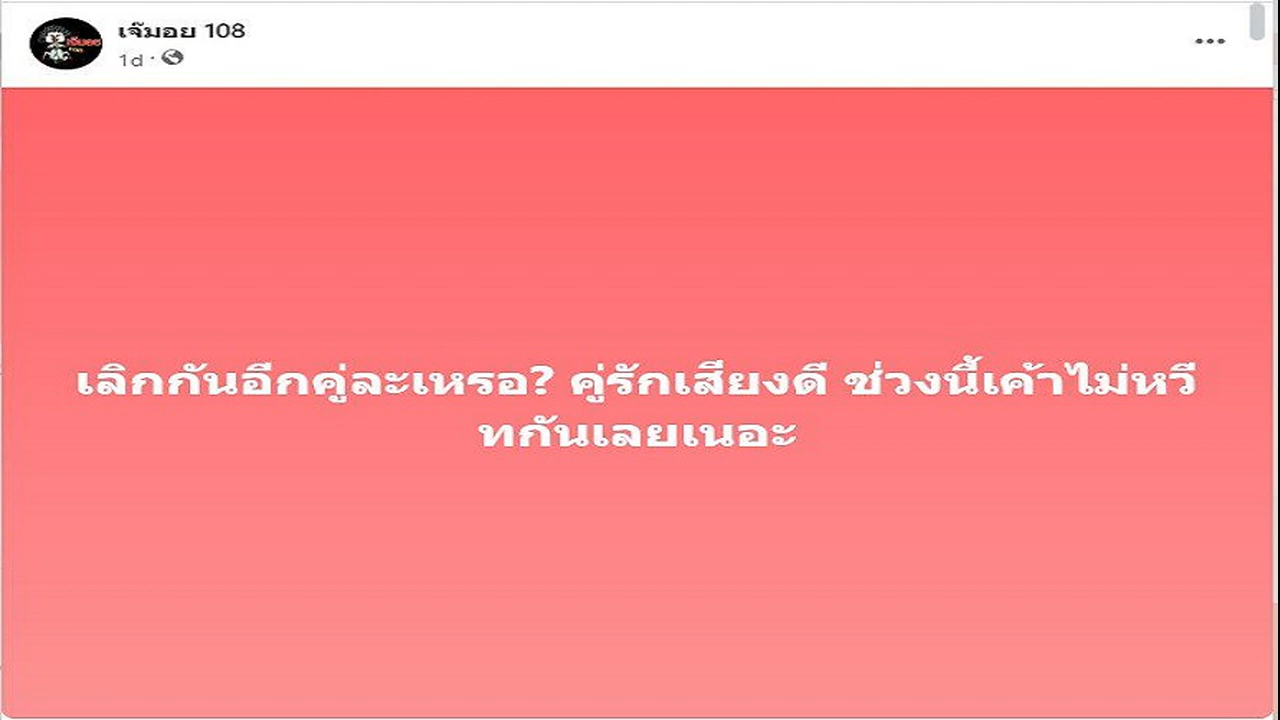 เจ๊มอย 108
1d ·
เลิกกันอีกคู่ละเหรอ? คู่รักเสียงดี ช่วงนี้เค้าไม่หวี
ทกันเลยเนอะ